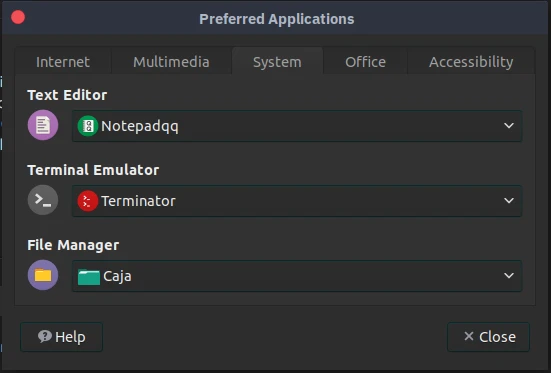 Preferred Applications
Internet Multimedia System Office Accessibility
Text Editor
Notepadqq
Terminal Emulator
Terminator
File Manager
Caja
Help Close